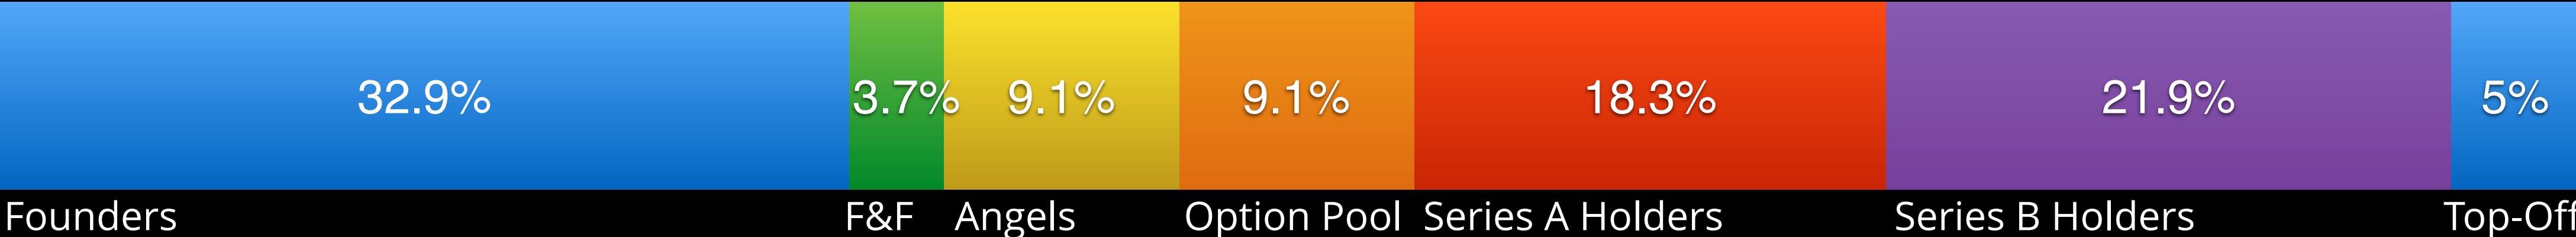 32.9% 3.7% 9.1% 9.1% 18.3% 21.9% 5%
Founders F&F Angels Option Pool Series A Holders Series B Holders Top-Off